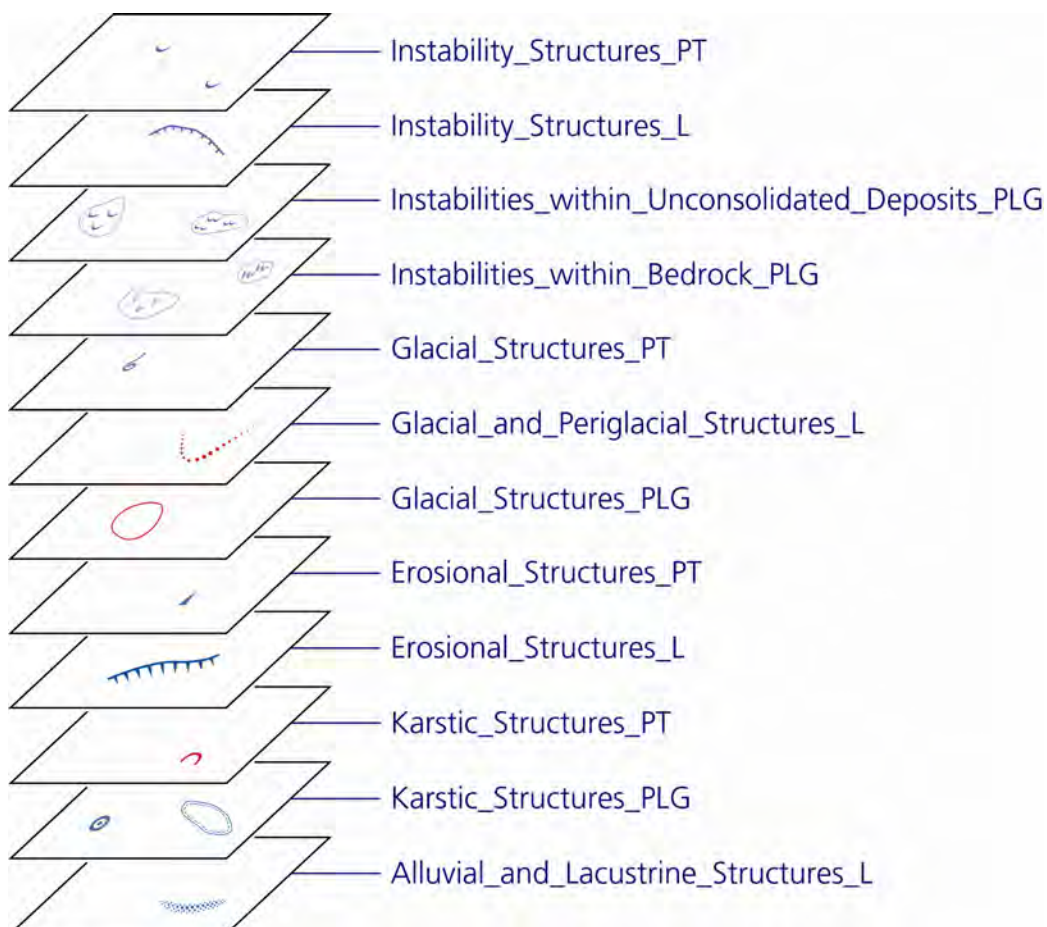 Instability_Structures_PT
Instability_Structures_L
Instabilities_within_Unconsolidated_Deposits_PLG
Instabilities_within_Bedrock_PLG
Glacial_Structures_PT
Glacial_and_Periglacial_Structures_L
Glacial_Structures_PLG
Erosional_Structures_PT
Erosional_Structures_L
Karstic_Structures_PT
Karstic_Structures_PLG
Alluvial_and_Lacustrine_Structures_L